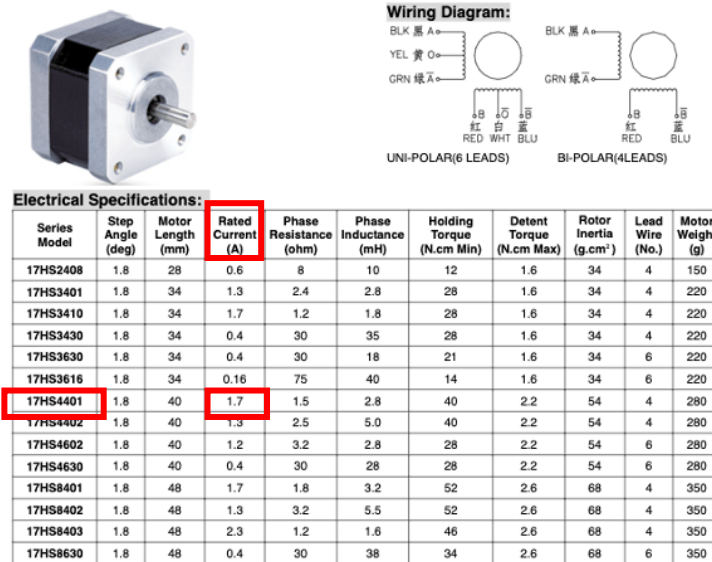 Wiring Diagram:
BLK 黑 A
YEL 黄 O
GRN 绿 A̅
B O̅ B̅
红 白 蓝
RED WHT BLU
UNI-POLAR(6 LEADS)
BLK 黑 A
GRN 绿 A̅
B B̅
红 蓝
RED BLU
BI-POLAR(4LEADS)
Electrical Specifications:
Series Model Step Angle (deg) Motor Length (mm) Rated Current (A) Phase Resistance (ohm) Phase Inductance (mH) Holding Torque (N.cm Min) Detent Torque (N.cm Max) Rotor Inertia (g.cm²) Lead Wire (No.) Motor Weigh (g)
17HS2408 1.8 28 0.6 8 10 12 1.6 34 4 150
17HS3401 1.8 34 1.3 2.4 2.8 28 1.6 34 4 220
17HS3410 1.8 34 1.7 1.2 1.8 28 1.6 34 4 220
17HS3430 1.8 34 0.4 30 35 28 1.6 34 4 220
17HS3630 1.8 34 0.4 30 18 21 1.6 34 6 220
17HS3616 1.8 34 0.16 75 40 14 1.6 34 6 220
17HS4401 1.8 40 1.7 1.5 2.8 40 2.2 54 4 280
17HS4402 1.8 40 1.3 2.5 5.0 40 2.2 54 4 280
17HS4602 1.8 40 1.2 3.2 2.8 28 2.2 54 6 280
17HS4630 1.8 40 0.4 30 28 28 2.2 54 6 280
17HS8401 1.8 48 1.7 1.8 3.2 52 2.6 68 4 350
17HS8402 1.8 48 1.3 3.2 5.5 52 2.6 68 4 350
17HS8403 1.8 48 2.3 1.2 1.6 46 2.6 68 4 350
17HS8630 1.8 48 0.4 30 38 34 2.6 68 6 350